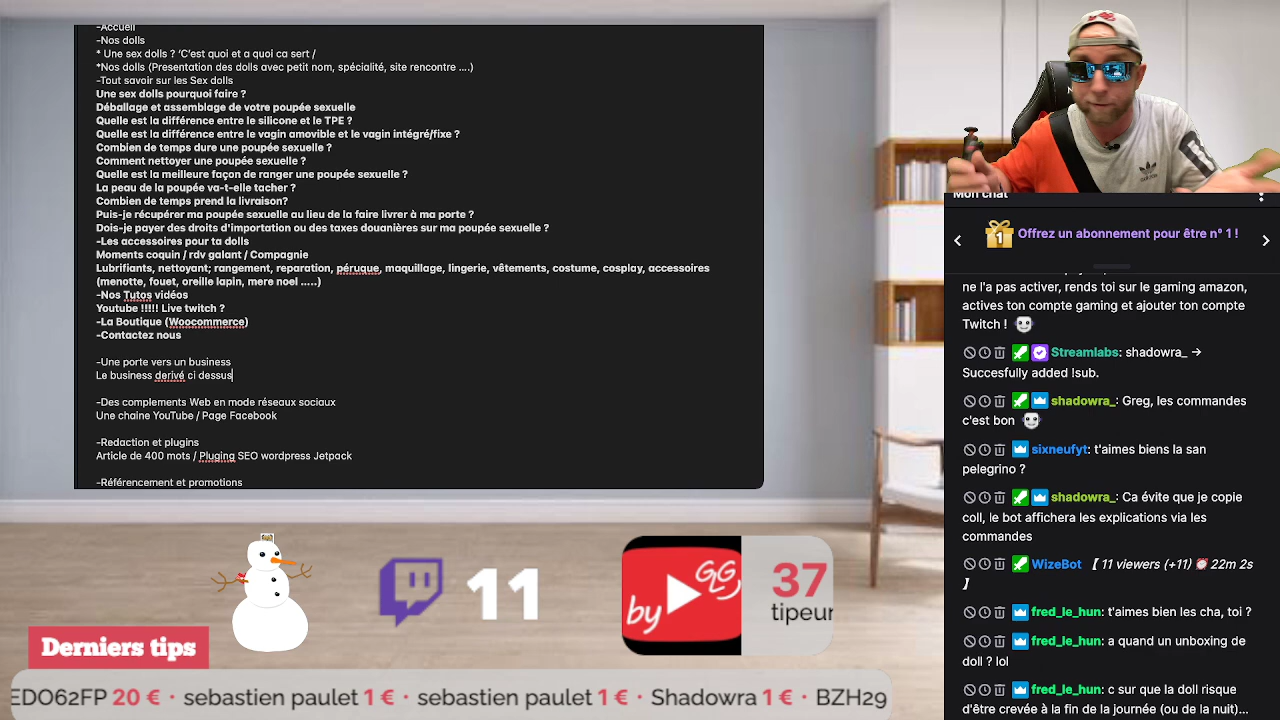 -Accueil
-Nos dolls
* Une sex dolls ? ‘C’est quoi et a quoi ca sert /
*Nos dolls (Presentation des dolls avec petit nom, spécialité, site rencontre ....)
-Tout savoir sur les Sex dolls
Une sex dolls pourquoi faire ?
Déballage et assemblage de votre poupée sexuelle
Quelle est la différence entre le silicone et le TPE ?
Quelle est la différence entre le vagin amovible et le vagin intégré/fixe ?
Combien de temps dure une poupée sexuelle ?
Comment nettoyer une poupée sexuelle ?
Quelle est la meilleure façon de ranger une poupée sexuelle ?
La peau de la poupée va-t-elle tacher ?
Combien de temps prend la livraison?
Puis-je récupérer ma poupée sexuelle au lieu de la faire livrer à ma porte ?
Dois-je payer des droits d'importation ou des taxes douanières sur ma poupée sexuelle ?
-Les accessoires pour ta dolls
Moments coquin / rdv galant / Compagnie
Lubrifiants, nettoyant; rangement, reparation, péruque, maquillage, lingerie, vêtements, costume, cosplay, accessoires
(menotte, fouet, oreille lapin, mere noel .....)
-Nos Tutos vidéos
Youtube !!!!! Live twitch ?
-La Boutique (Woocommerce)
-Contactez nous
-Une porte vers un business
Le business derivé ci dessus
-Des complements Web en mode réseaux sociaux
Une chaîne YouTube / Page Facebook
-Redaction et plugins
Article de 400 mots / Pluging SEO wordpress Jetpack
-Référencement et promotions
Mon chat
1
Offrez un abonnement pour être n° 1 !
ne l'a pas activer, rends toi sur le gaming amazon,
actives ton compte gaming et ajouter ton compte
Twitch !
Streamlabs: shadowra_ →
Succesfully added !sub.
shadowra_: Greg, les commandes
c'est bon
sixneufyt: t'aimes biens la san
pelegrino ?
shadowra_: Ca évite que je copie
coll, le bot affichera les explications via les
commandes
WizeBot 【 11 viewers (+11) ⏰ 22m 2s
】
fred_le_hun: t'aimes bien les cha, toi ?
fred_le_hun: a quand un unboxing de
doll ? lol
fred_le_hun: c sur que la doll risque
d'être crevée à la fin de la journée (ou de la nuit)...
11
by GG
37
tipeur
Derniers tips
EDO62FP 20 € · sebastien paulet 1 € · sebastien paulet 1 € · Shadowra 1 € · BZH29